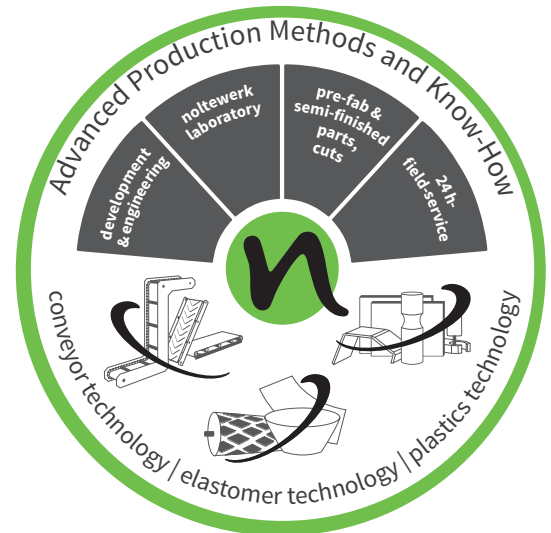 Advanced Production Methods and Know-How
development
& engineering
noltewerk
laboratory
pre-fab &
semi-finished
parts,
cuts
24 h-
field-service
n
conveyor technology | elastomer technology | plastics technology